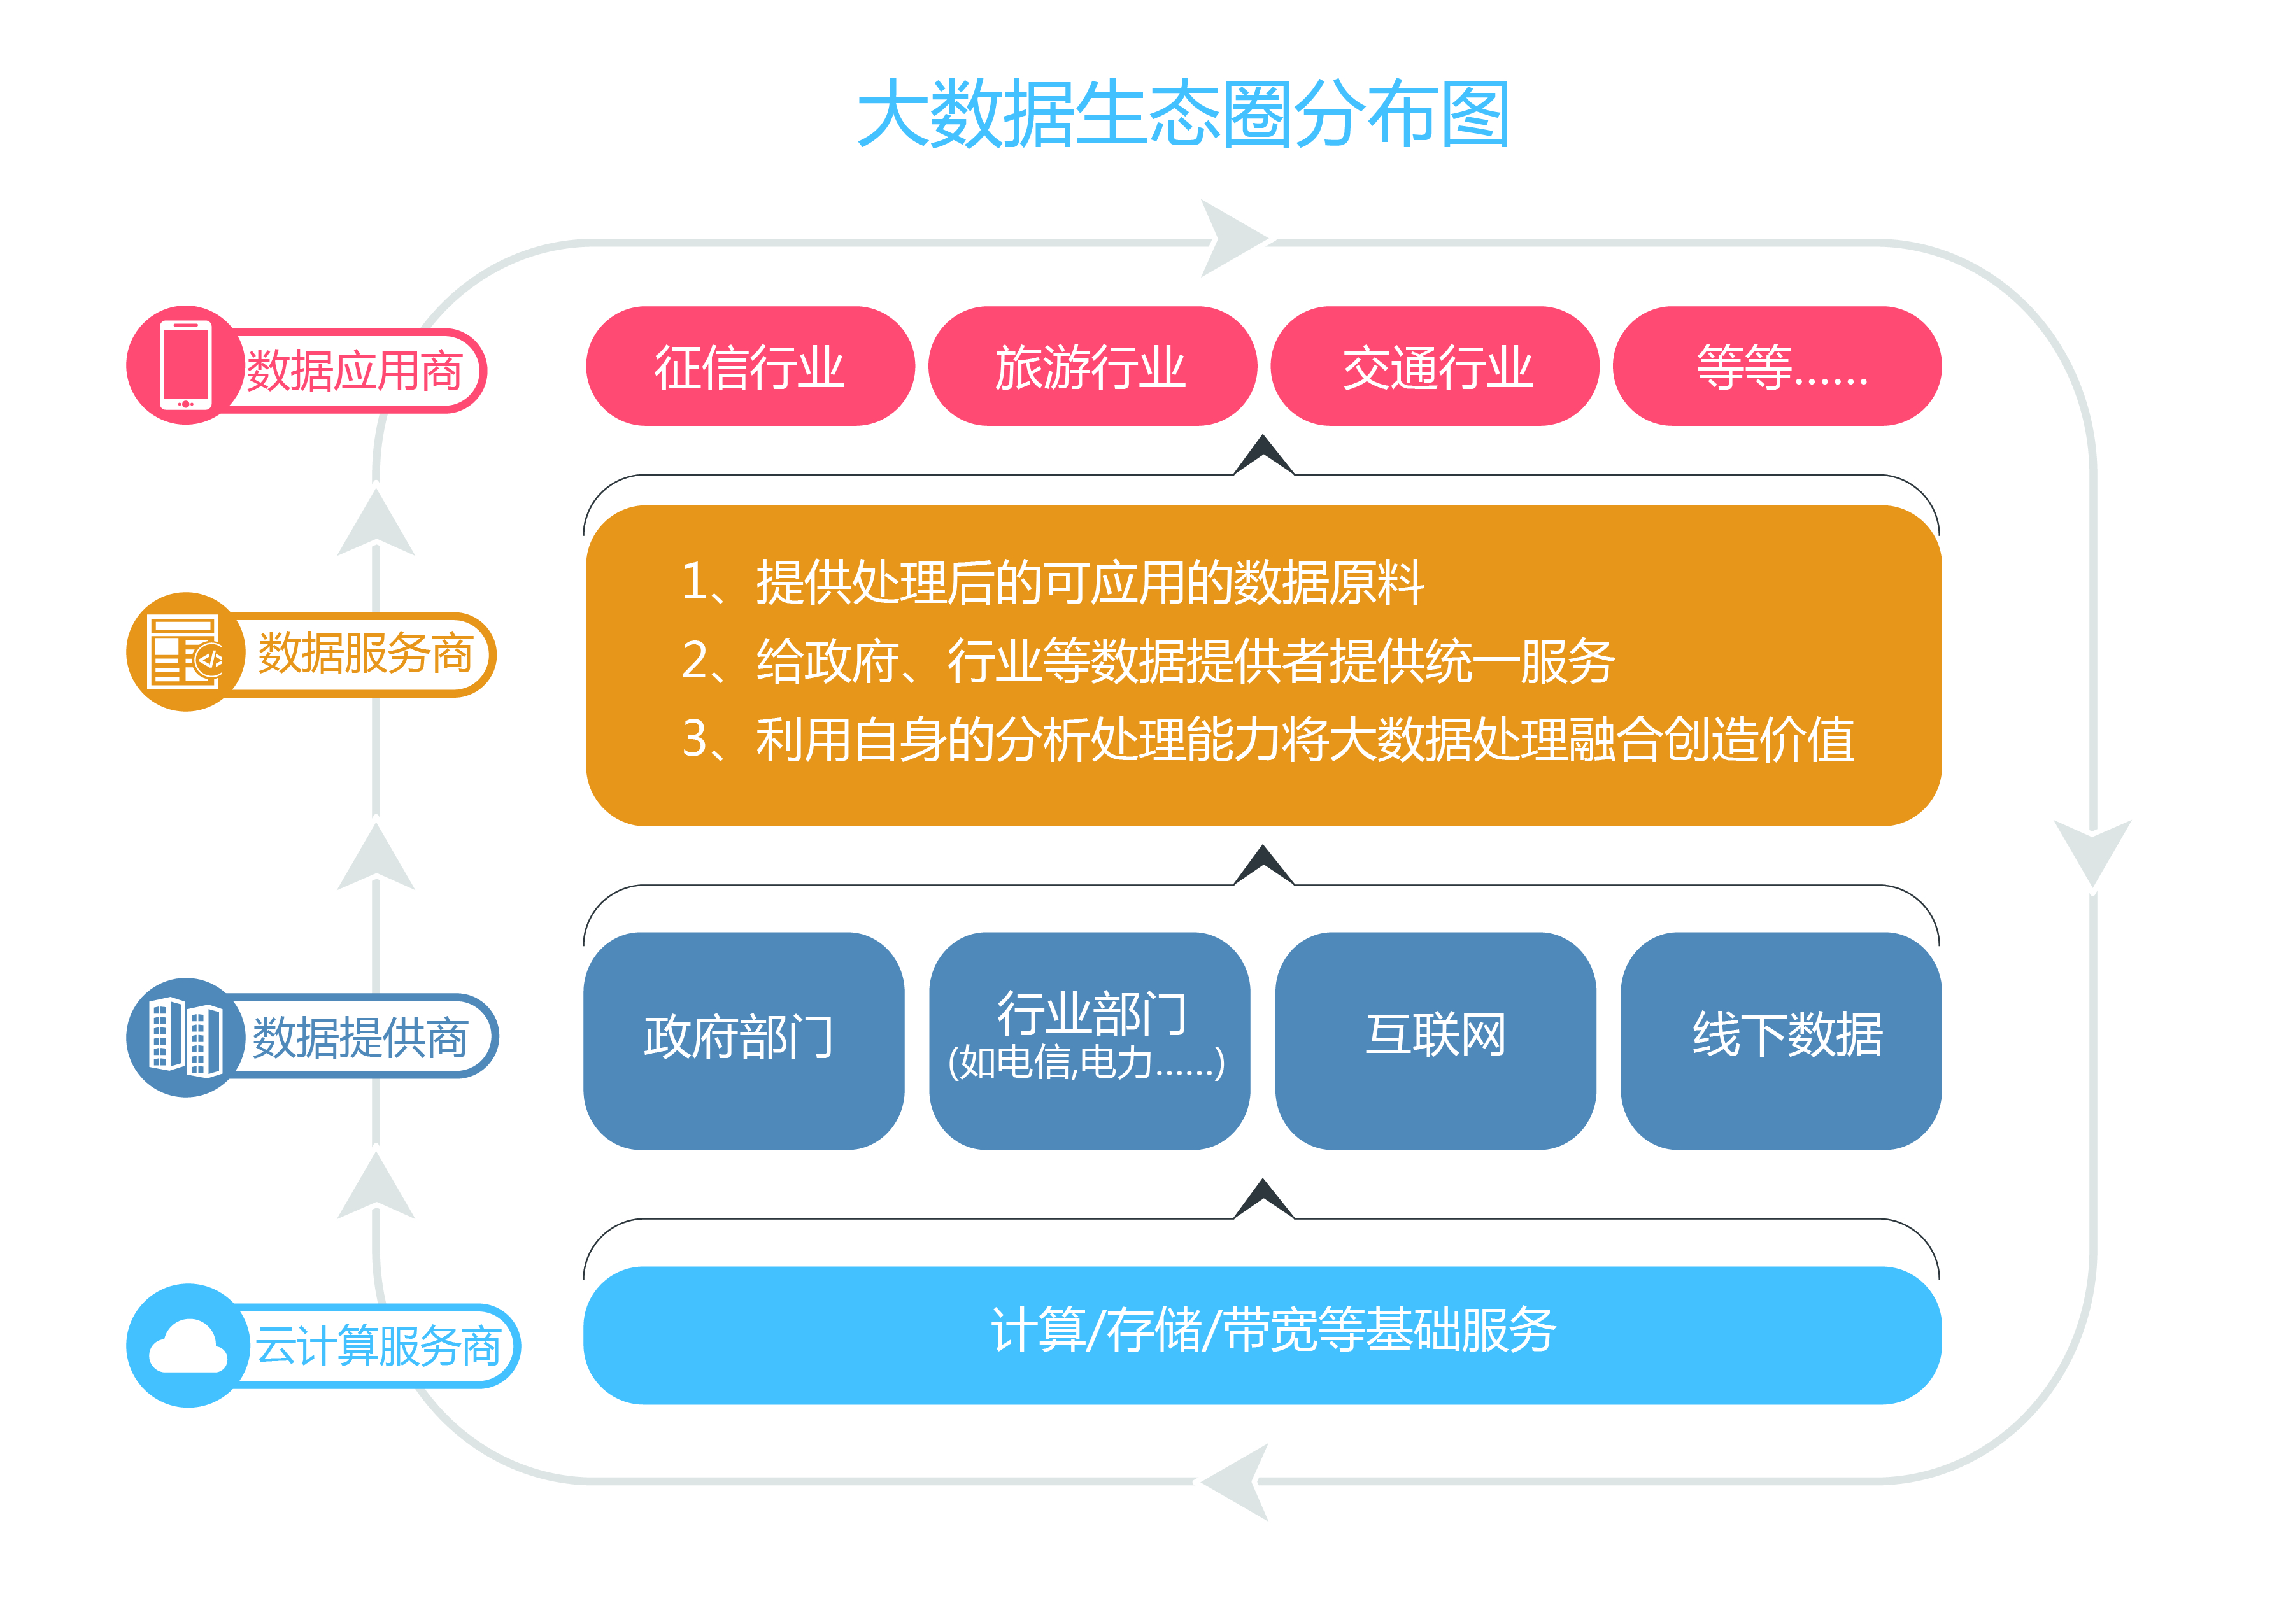 大数据生态圈分布图
数据应用商
征信行业
旅游行业
交通行业
等等......
数据服务商
1、提供处理后的可应用的数据原料
2、给政府、行业等数据提供者提供统一服务
3、利用自身的分析处理能力将大数据处理融合创造价值
数据提供商
政府部门
行业部门
(如电信,电力......)
互联网
线下数据
云计算服务商
计算/存储/带宽等基础服务